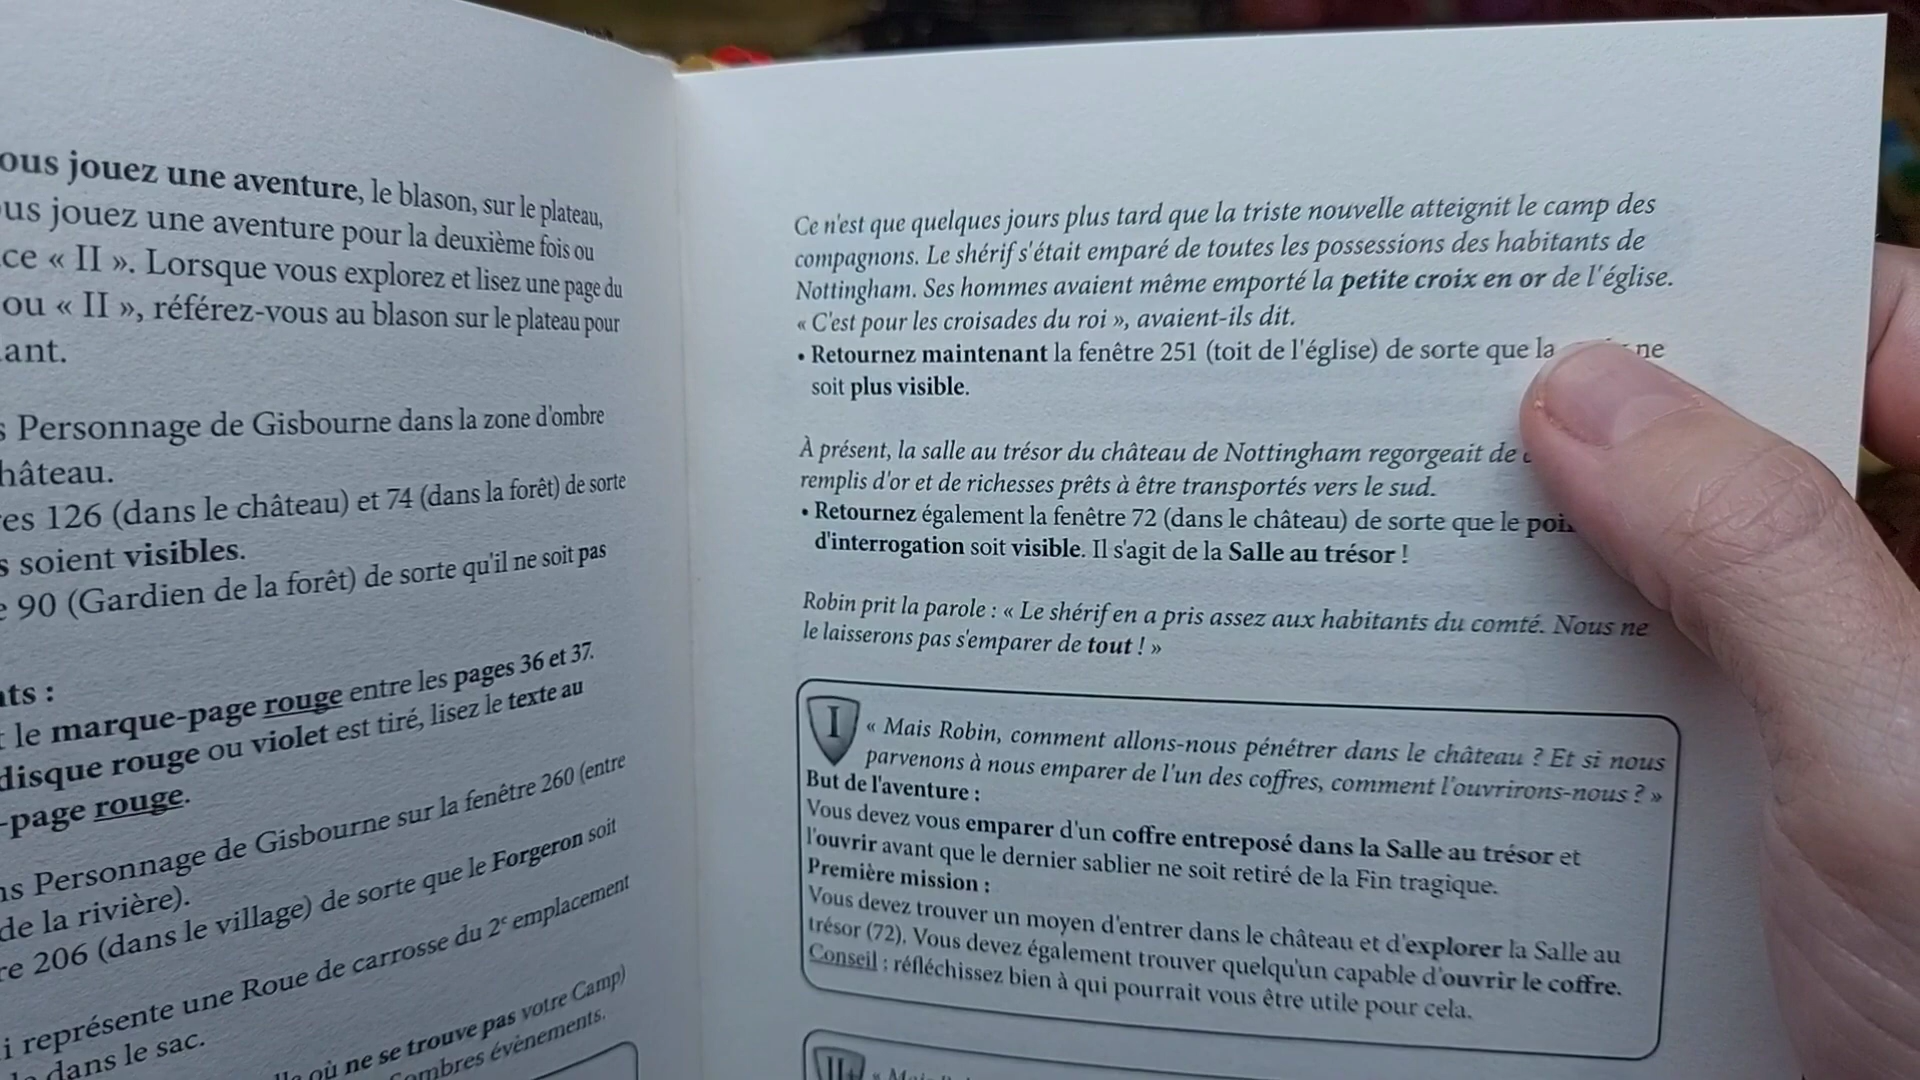 ous jouez une aventure, le blason, sur le plateau,
us jouez une aventure pour la deuxième fois ou
ce « II ». Lorsque vous explorez et lisez une page du
ou « II », référez-vous au blason sur le plateau pour
ant.
s Personnage de Gisbourne dans la zone d'ombre
hâteau.
es 126 (dans le château) et 74 (dans la forêt) de sorte
s soient visibles.
e 90 (Gardien de la forêt) de sorte qu'il ne soit pas
ts :
t le marque-page rouge entre les pages 36 et 37.
disque rouge ou violet est tiré, lisez le texte au
-page rouge.
ns Personnage de Gisbourne sur la fenêtre 260 (entre
de la rivière).
re 206 (dans le village) de sorte que le Forgeron soit
i représente une Roue de carrosse du 2e emplacement
dans le sac.
où ne se trouve pas votre Camp)
ombres évènements.
Ce n'est que quelques jours plus tard que la triste nouvelle atteignit le camp des
compagnons. Le shérif s'était emparé de toutes les possessions des habitants de
Nottingham. Ses hommes avaient même emporté la petite croix en or de l'église.
« C'est pour les croisades du roi », avaient-ils dit.
• Retournez maintenant la fenêtre 251 (toit de l'église) de sorte que la ne
soit plus visible.
À présent, la salle au trésor du château de Nottingham regorgeait de
remplis d'or et de richesses prêts à être transportés vers le sud.
• Retournez également la fenêtre 72 (dans le château) de sorte que le poi
d'interrogation soit visible. Il s'agit de la Salle au trésor !
Robin prit la parole : « Le shérif en a pris assez aux habitants du comté. Nous ne
le laisserons pas s'emparer de tout ! »
I « Mais Robin, comment allons-nous pénétrer dans le château ? Et si nous
parvenons à nous emparer de l'un des coffres, comment l'ouvrirons-nous ? »
But de l'aventure :
Vous devez vous emparer d'un coffre entreposé dans la Salle au trésor et
l'ouvrir avant que le dernier sablier ne soit retiré de la Fin tragique.
Première mission :
Vous devez trouver un moyen d'entrer dans le château et d'explorer la Salle au
trésor (72). Vous devez également trouver quelqu'un capable d'ouvrir le coffre.
Conseil : réfléchissez bien à qui pourrait vous être utile pour cela.
II+ « Mais